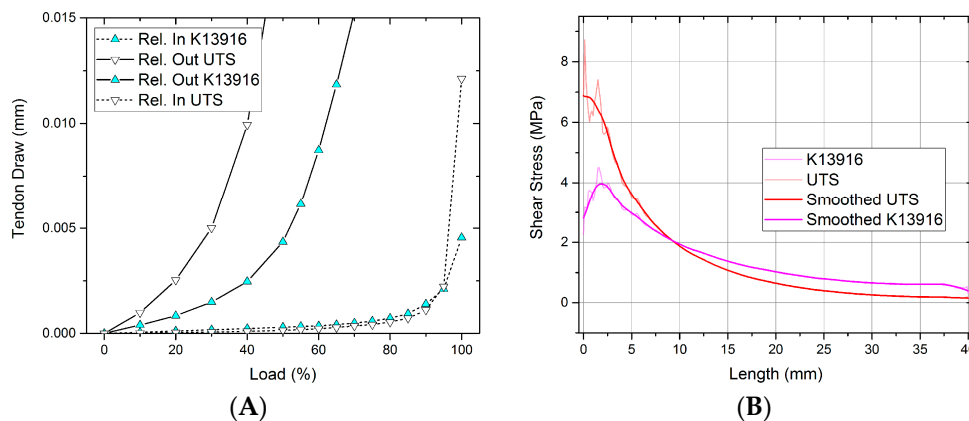 0.015
0.010
0.005
0.000
Tendon Draw (mm)
Rel. In K13916
Rel. Out UTS
Rel. Out K13916
Rel. In UTS
0 20 40 60 80 100
Load (%)
(A)
8
6
4
2
0
Shear Stress (MPa)
K13916
UTS
Smoothed UTS
Smoothed K13916
0 5 10 15 20 25 30 35 40
Length (mm)
(B)